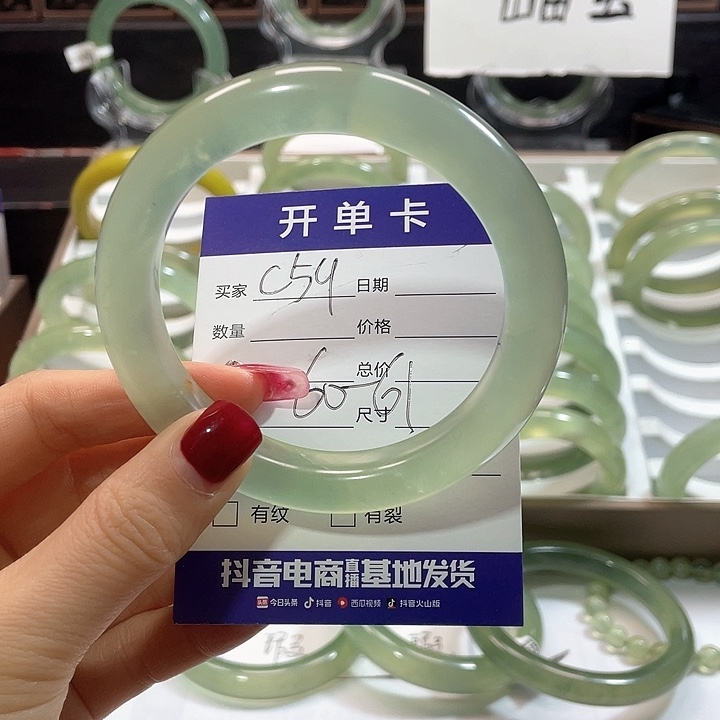 开单卡
买家 C54 日期
数量 价格
总价
60-61 尺寸
有纹 有裂
抖音电商直播基地发货
头条 今日头条 抖音 西瓜视频 抖音火山版